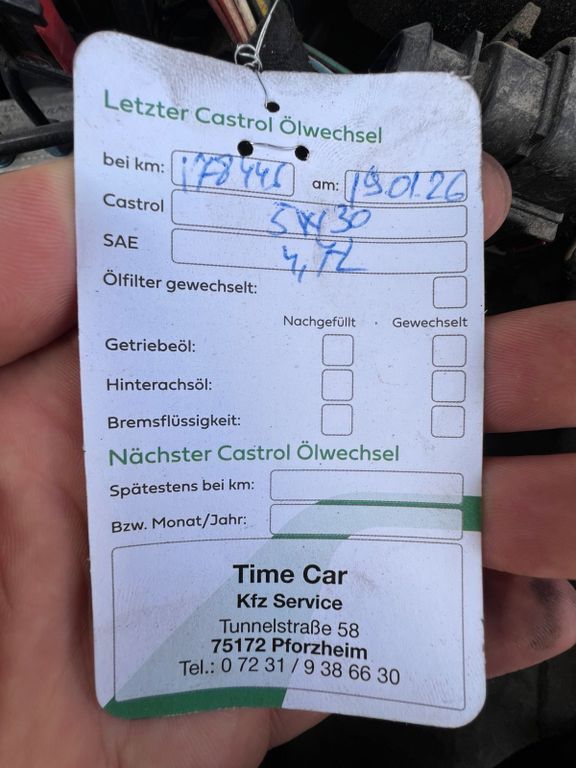 Letzter Castrol Ölwechsel
bei km: 178445 am: 19.01.26
Castrol 5W30
SAE 4,7L
Ölfilter gewechselt:
Nachgefüllt · Gewechselt
Getriebeöl:
Hinterachsöl:
Bremsflüssigkeit:
Nächster Castrol Ölwechsel
Spätestens bei km:
Bzw. Monat/Jahr:
Time Car
Kfz Service
Tunnelstraße 58
75172 Pforzheim
Tel.: 0 72 31 / 9 38 66 30